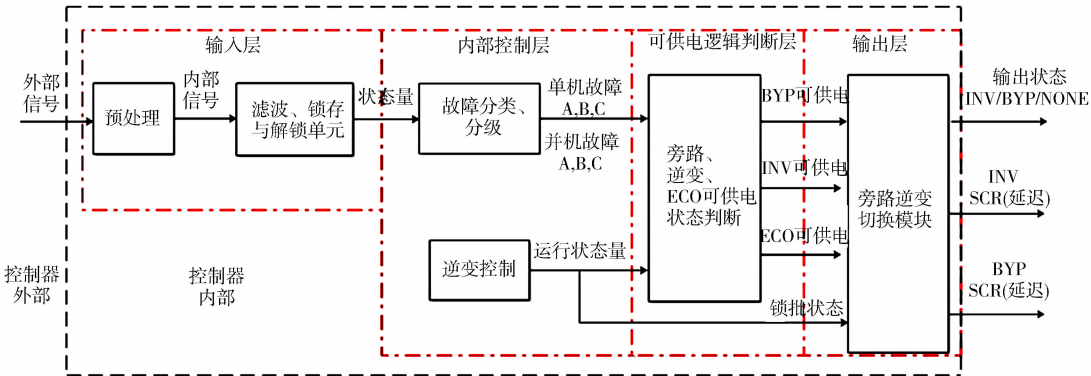 输入层
内部控制层
可供电逻辑判断层
输出层
外部
信号
预处理
内部
信号
滤波、锁存
与解锁单元
状态量
故障分类、
分级
单机故障
A,B,C
并机故障
A,B,C
旁路、
逆变、
ECO可供电
状态判断
BYP可供电
INV可供电
ECO可供电
旁路逆变
切换模块
输出状态
INV/BYP/NONE
INV
SCR(延迟)
BYP
SCR(延迟)
逆变控制
运行状态量
锁批状态
控制器
外部
控制器
内部